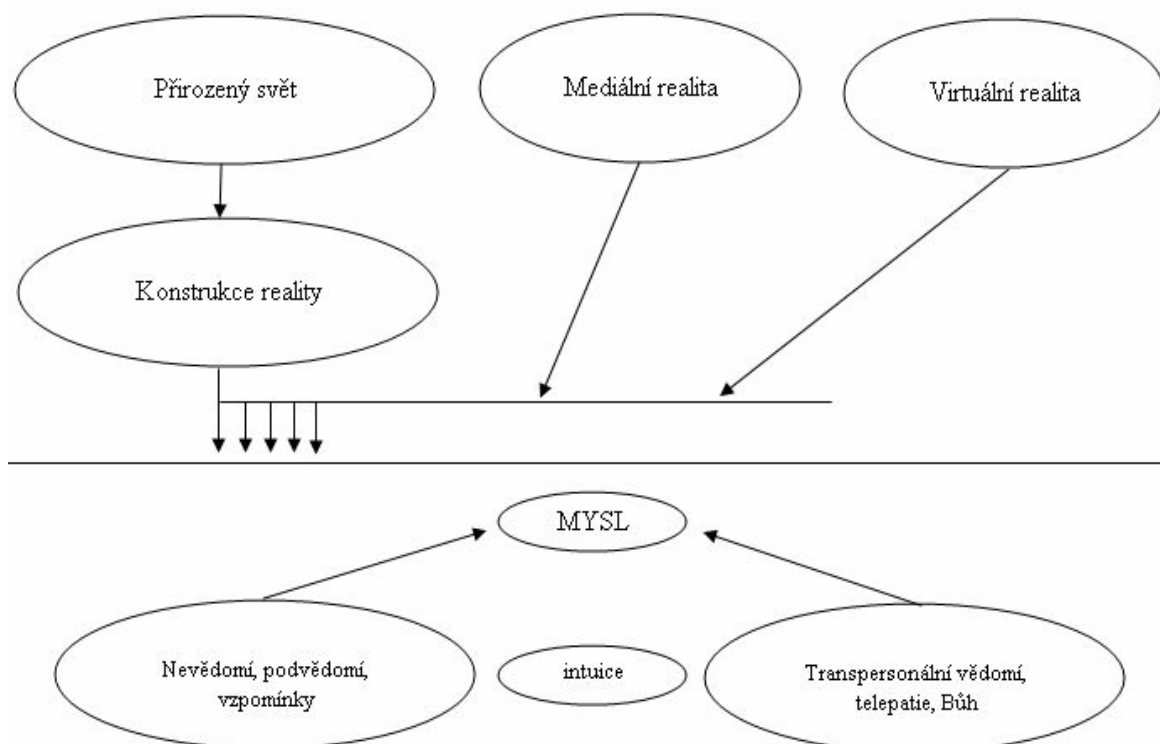 Přirozený svět
Mediální realita
Virtuální realita
Konstrukce reality
MYSL
Nevědomí, podvědomí,
vzpomínky
intuice
Transpersonální vědomí,
telepatie, Bůh